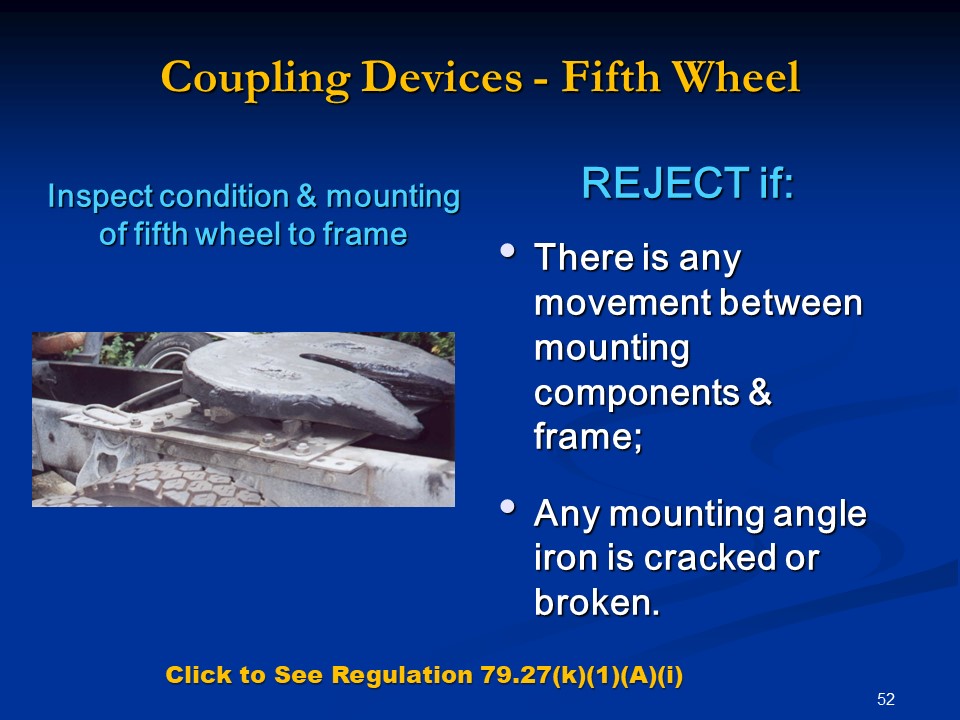 Coupling Devices - Fifth Wheel
Inspect condition & mounting
of fifth wheel to frame
REJECT if:
• There is any
movement between
mounting
components &
frame;
• Any mounting angle
iron is cracked or
broken.
Click to See Regulation 79.27(k)(1)(A)(i)
52